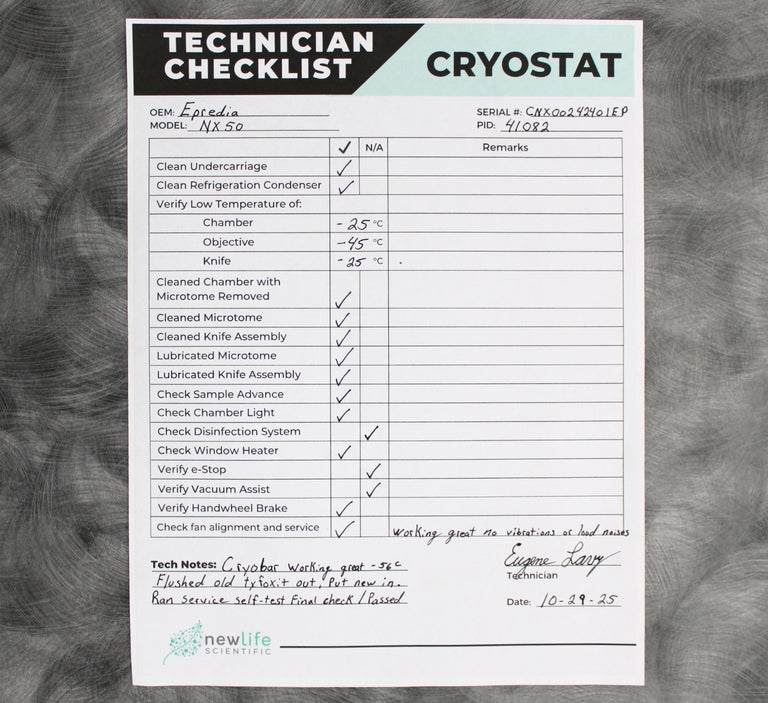 TECHNICIAN
CHECKLIST
CRYOSTAT
OEM: Epredia
SERIAL #: CNX00242401EP
MODEL: NX50
PID: 41082
✓ N/A Remarks
Clean Undercarriage ✓
Clean Refrigeration Condenser ✓
Verify Low Temperature of:
Chamber -25 °C
Objective -45 °C
Knife -25 °C
Cleaned Chamber with
Microtome Removed ✓
Cleaned Microtome ✓
Cleaned Knife Assembly ✓
Lubricated Microtome ✓
Lubricated Knife Assembly ✓
Check Sample Advance ✓
Check Chamber Light ✓
Check Disinfection System ✓
Check Window Heater ✓
Verify e-Stop ✓
Verify Vacuum Assist ✓
Verify Handwheel Brake ✓
Check fan alignment and service ✓ Working great no vibrations or loud noises
Tech Notes: Cryobar working great -56c
Flushed old tyfoxit out, Put new in.
Ran service self-test Final check / Passed
Eugene Lavy
Technician
Date: 10-29-25
newlife
SCIENTIFIC